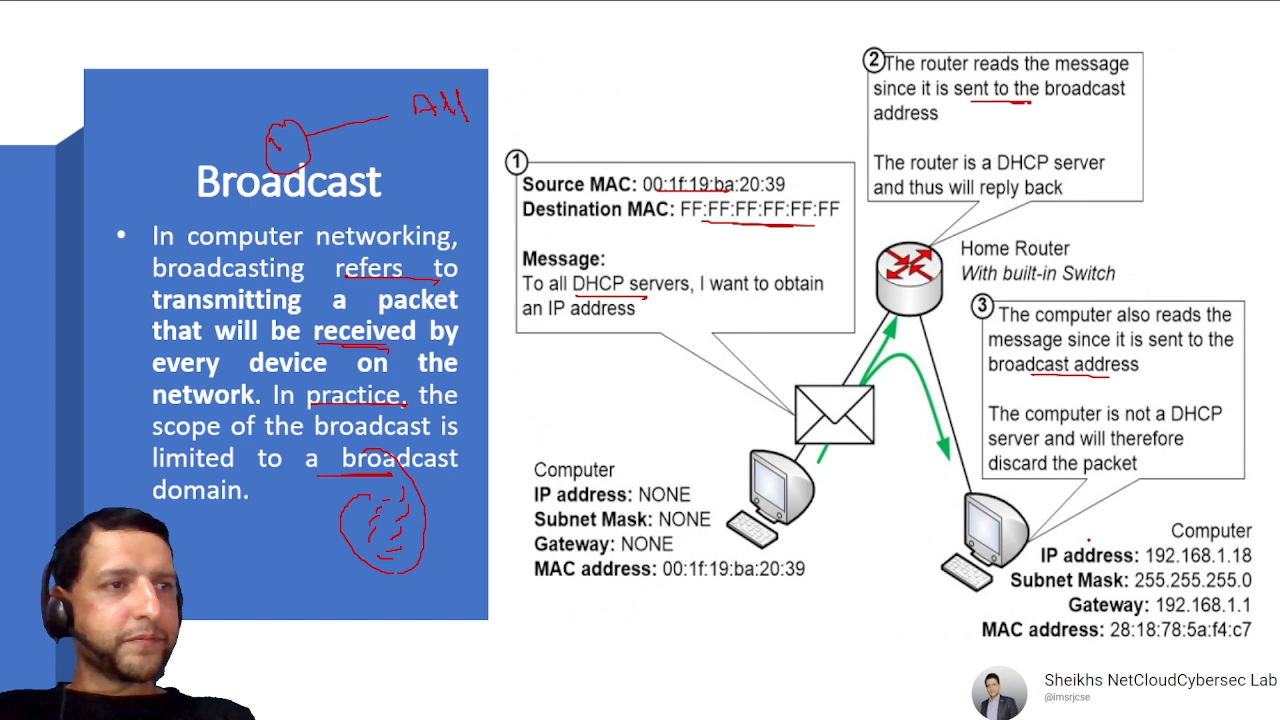 All
Broadcast
• In computer networking,
broadcasting refers to
transmitting a packet
that will be received by
every device on the
network. In practice, the
scope of the broadcast is
limited to a broadcast
domain.
1
Source MAC: 00:1f:19:ba:20:39
Destination MAC: FF:FF:FF:FF:FF:FF
Message:
To all DHCP servers, I want to obtain
an IP address
2
The router reads the message
since it is sent to the broadcast
address
The router is a DHCP server
and thus will reply back
Home Router
With built-in Switch
3
The computer also reads the
message since it is sent to the
broadcast address
The computer is not a DHCP
server and will therefore
discard the packet
Computer
IP address: NONE
Subnet Mask: NONE
Gateway: NONE
MAC address: 00:1f:19:ba:20:39
Computer
IP address: 192.168.1.18
Subnet Mask: 255.255.255.0
Gateway: 192.168.1.1
MAC address: 28:18:78:5a:f4:c7
Sheikhs NetCloudCybersec Lab
@imsrjcse